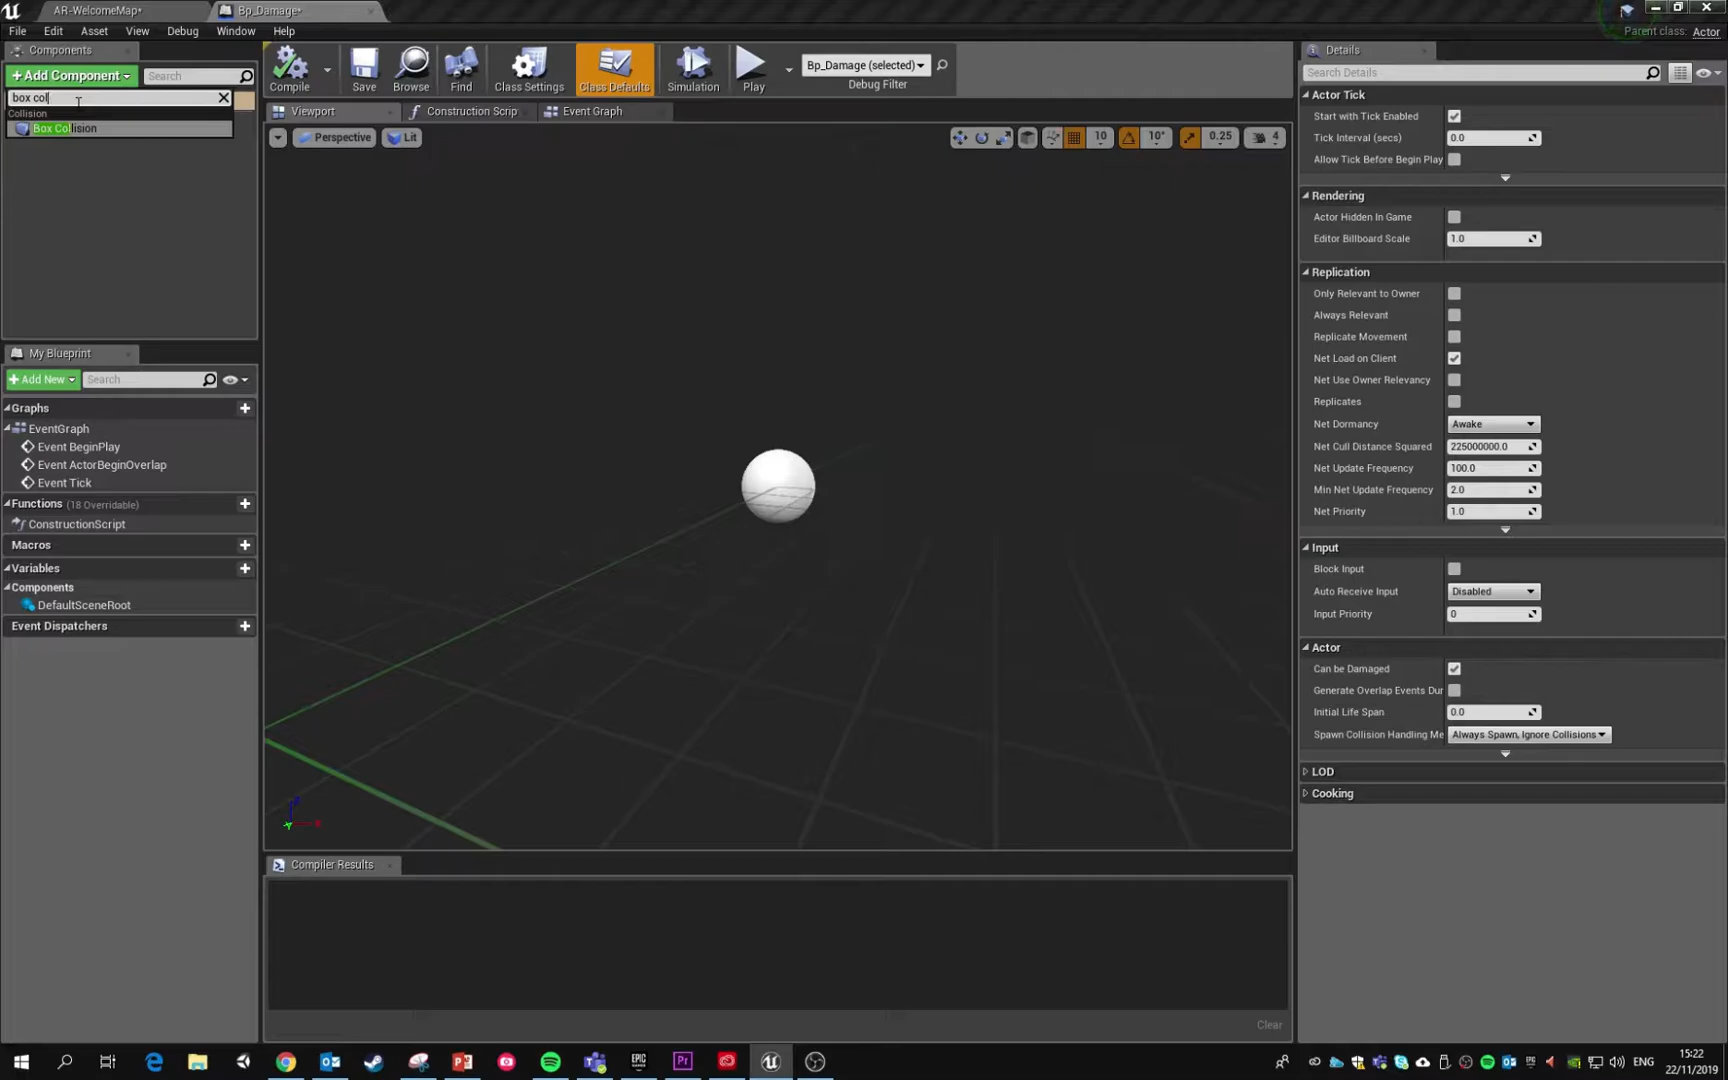 AR-WelcomeMap*
Bp_Damage*
File Edit Asset View Debug Window Help
Parent class: Actor
Components
+Add Component
Search
box col
Collision
Box Collision
Compile
Save
Browse
Find
Class Settings
Class Defaults
Simulation
Play
Bp_Damage (selected)
Debug Filter
Viewport
Construction Scrip
Event Graph
Perspective
Lit
10
10°
0.25
4
My Blueprint
+Add New
Search
Graphs
EventGraph
Event BeginPlay
Event ActorBeginOverlap
Event Tick
Functions (18 Overridable)
ConstructionScript
Macros
Variables
Components
DefaultSceneRoot
Event Dispatchers
Compiler Results
Clear
Details
Search Details
Actor Tick
Start with Tick Enabled
Tick Interval (secs) 0.0
Allow Tick Before Begin Play
Rendering
Actor Hidden In Game
Editor Billboard Scale 1.0
Replication
Only Relevant to Owner
Always Relevant
Replicate Movement
Net Load on Client
Net Use Owner Relevancy
Replicates
Net Dormancy Awake
Net Cull Distance Squared 225000000.0
Net Update Frequency 100.0
Min Net Update Frequency 2.0
Net Priority 1.0
Input
Block Input
Auto Receive Input Disabled
Input Priority 0
Actor
Can be Damaged
Generate Overlap Events Dur
Initial Life Span 0.0
Spawn Collision Handling Me Always Spawn, Ignore Collisions
LOD
Cooking
ENG
15:22
22/11/2019